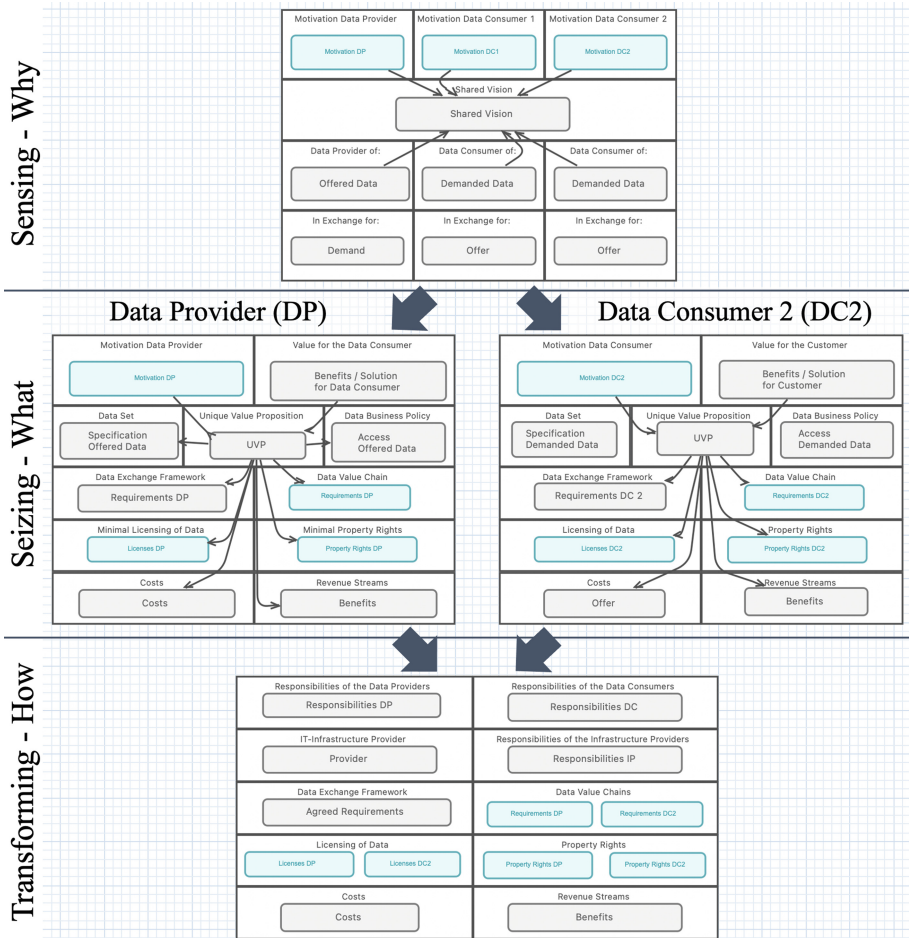 Sensing - Why
Motivation Data Provider
Motivation Data Consumer 1
Motivation Data Consumer 2
Motivation DP
Motivation DC1
Motivation DC2
Shared Vision
Shared Vision
Data Provider of:
Data Consumer of:
Data Consumer of:
Offered Data
Demanded Data
Demanded Data
In Exchange for:
In Exchange for:
In Exchange for:
Demand
Offer
Offer
Seizing - What
Data Provider (DP)
Motivation Data Provider
Value for the Data Consumer
Motivation DP
Benefits / Solution
for Data Consumer
Data Set
Unique Value Proposition
Data Business Policy
Specification
Offered Data
UVP
Access
Offered Data
Data Exchange Framework
Data Value Chain
Requirements DP
Requirements DP
Minimal Licensing of Data
Minimal Property Rights
Licenses DP
Property Rights DP
Costs
Revenue Streams
Costs
Benefits
Data Consumer 2 (DC2)
Motivation Data Consumer
Value for the Customer
Motivation DC2
Benefits / Solution
for Customer
Data Set
Unique Value Proposition
Data Business Policy
Specification
Demanded Data
UVP
Access
Demanded Data
Data Exchange Framework
Data Value Chain
Requirements DC 2
Requirements DC2
Licensing of Data
Property Rights
Licenses DC2
Property Rights DC2
Costs
Revenue Streams
Offer
Benefits
Transforming - How
Responsibilities of the Data Providers
Responsibilities of the Data Consumers
Responsibilities DP
Responsibilities DC
IT-Infrastructure Provider
Responsibilities of the Infrastructure Providers
Provider
Responsibilities IP
Data Exchange Framework
Data Value Chains
Agreed Requirements
Requirements DP
Requirements DC2
Licensing of Data
Property Rights
Licenses DP
Licenses DC2
Property Rights DP
Property Rights DC2
Costs
Revenue Streams
Costs
Benefits